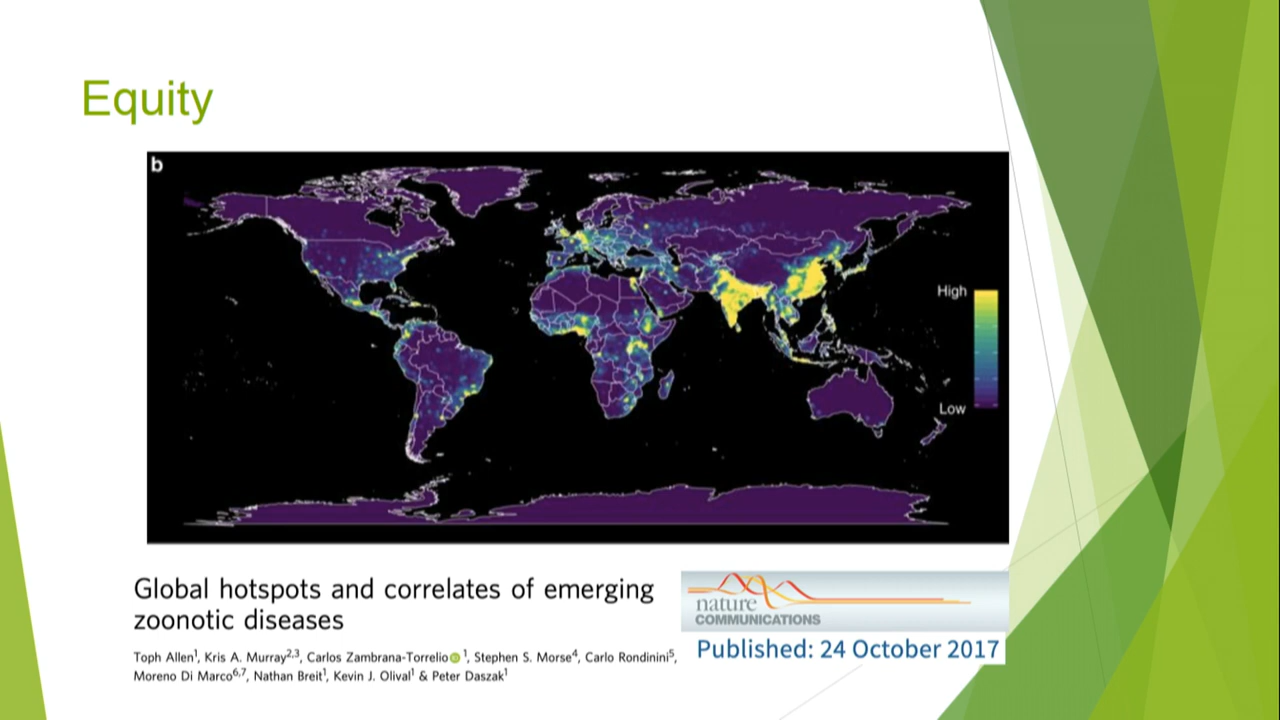 Equity
b
High
Low
Global hotspots and correlates of emerging
zoonotic diseases
nature
COMMUNICATIONS
Published: 24 October 2017
Toph Allen¹, Kris A. Murray²,³, Carlos Zambrana-Torrelio ¹, Stephen S. Morse⁴, Carlo Rondinini⁵,
Moreno Di Marco⁶,⁷, Nathan Breit¹, Kevin J. Olival¹ & Peter Daszak¹